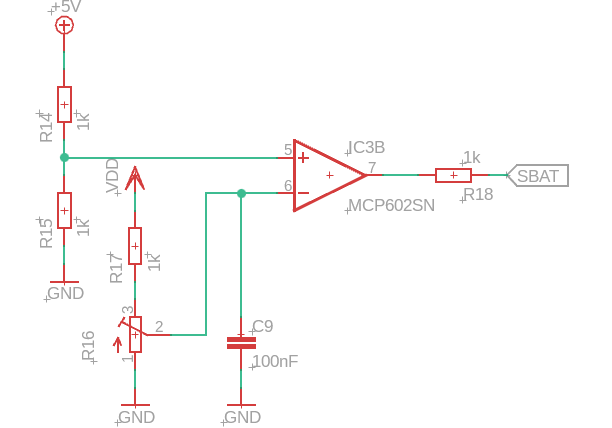 +5V
R14
1k
VDD
5
6
7
IC3B
MCP602SN
1k
R18
SBAT
R15
1k
R17
1k
GND
3
2
1
R16
C9
100nF
GND
GND